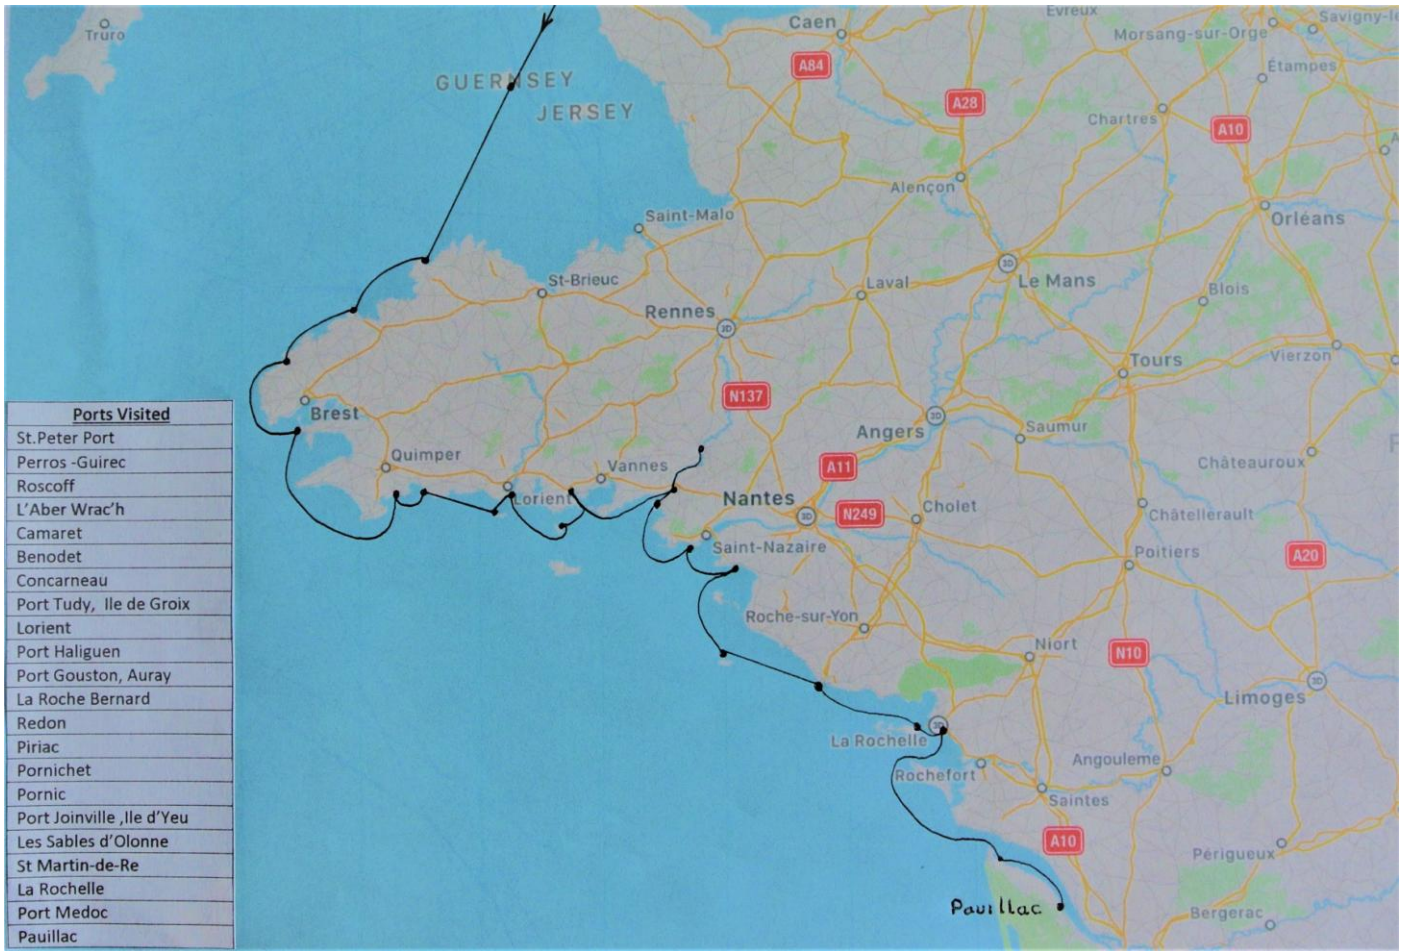 Truro
GUERNSEY
JERSEY
Caen
A84
A28
Evreux
Morsang-sur-Orge
Étampes
Chartres
A10
Alençon
Orléans
Saint-Malo
St-Brieuc
Rennes
Laval
Le Mans
Blois
Tours
Vierzon
N137
Brest
Angers
Saumur
Quimper
Vannes
A11
Châteauroux
Lorient
Nantes
N249
Cholet
Châtellerault
Saint-Nazaire
Poitiers
A20
Roche-sur-Yon
Niort
N10
Limoges
La Rochelle
Rochefort
Angouleme
Saintes
A10
Périgueux
Pauillac
Bergerac
Ports Visited
St.Peter Port
Perros -Guirec
Roscoff
L'Aber Wrac'h
Camaret
Benodet
Concarneau
Port Tudy, Ile de Groix
Lorient
Port Haliguen
Port Gouston, Auray
La Roche Bernard
Redon
Piriac
Pornichet
Pornic
Port Joinville ,Ile d'Yeu
Les Sables d'Olonne
St Martin-de-Re
La Rochelle
Port Medoc
Pauillac